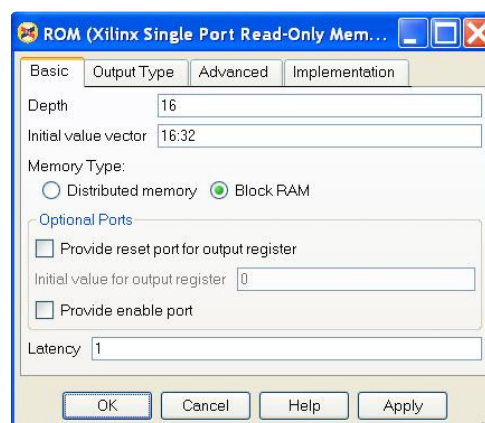 ROM (Xilinx Single Port Read-Only Mem...
Basic Output Type Advanced Implementation
Depth 16
Initial value vector 16:32
Memory Type:
Distributed memory Block RAM
Optional Ports
Provide reset port for output register
Initial value for output register 0
Provide enable port
Latency 1
OK Cancel Help Apply